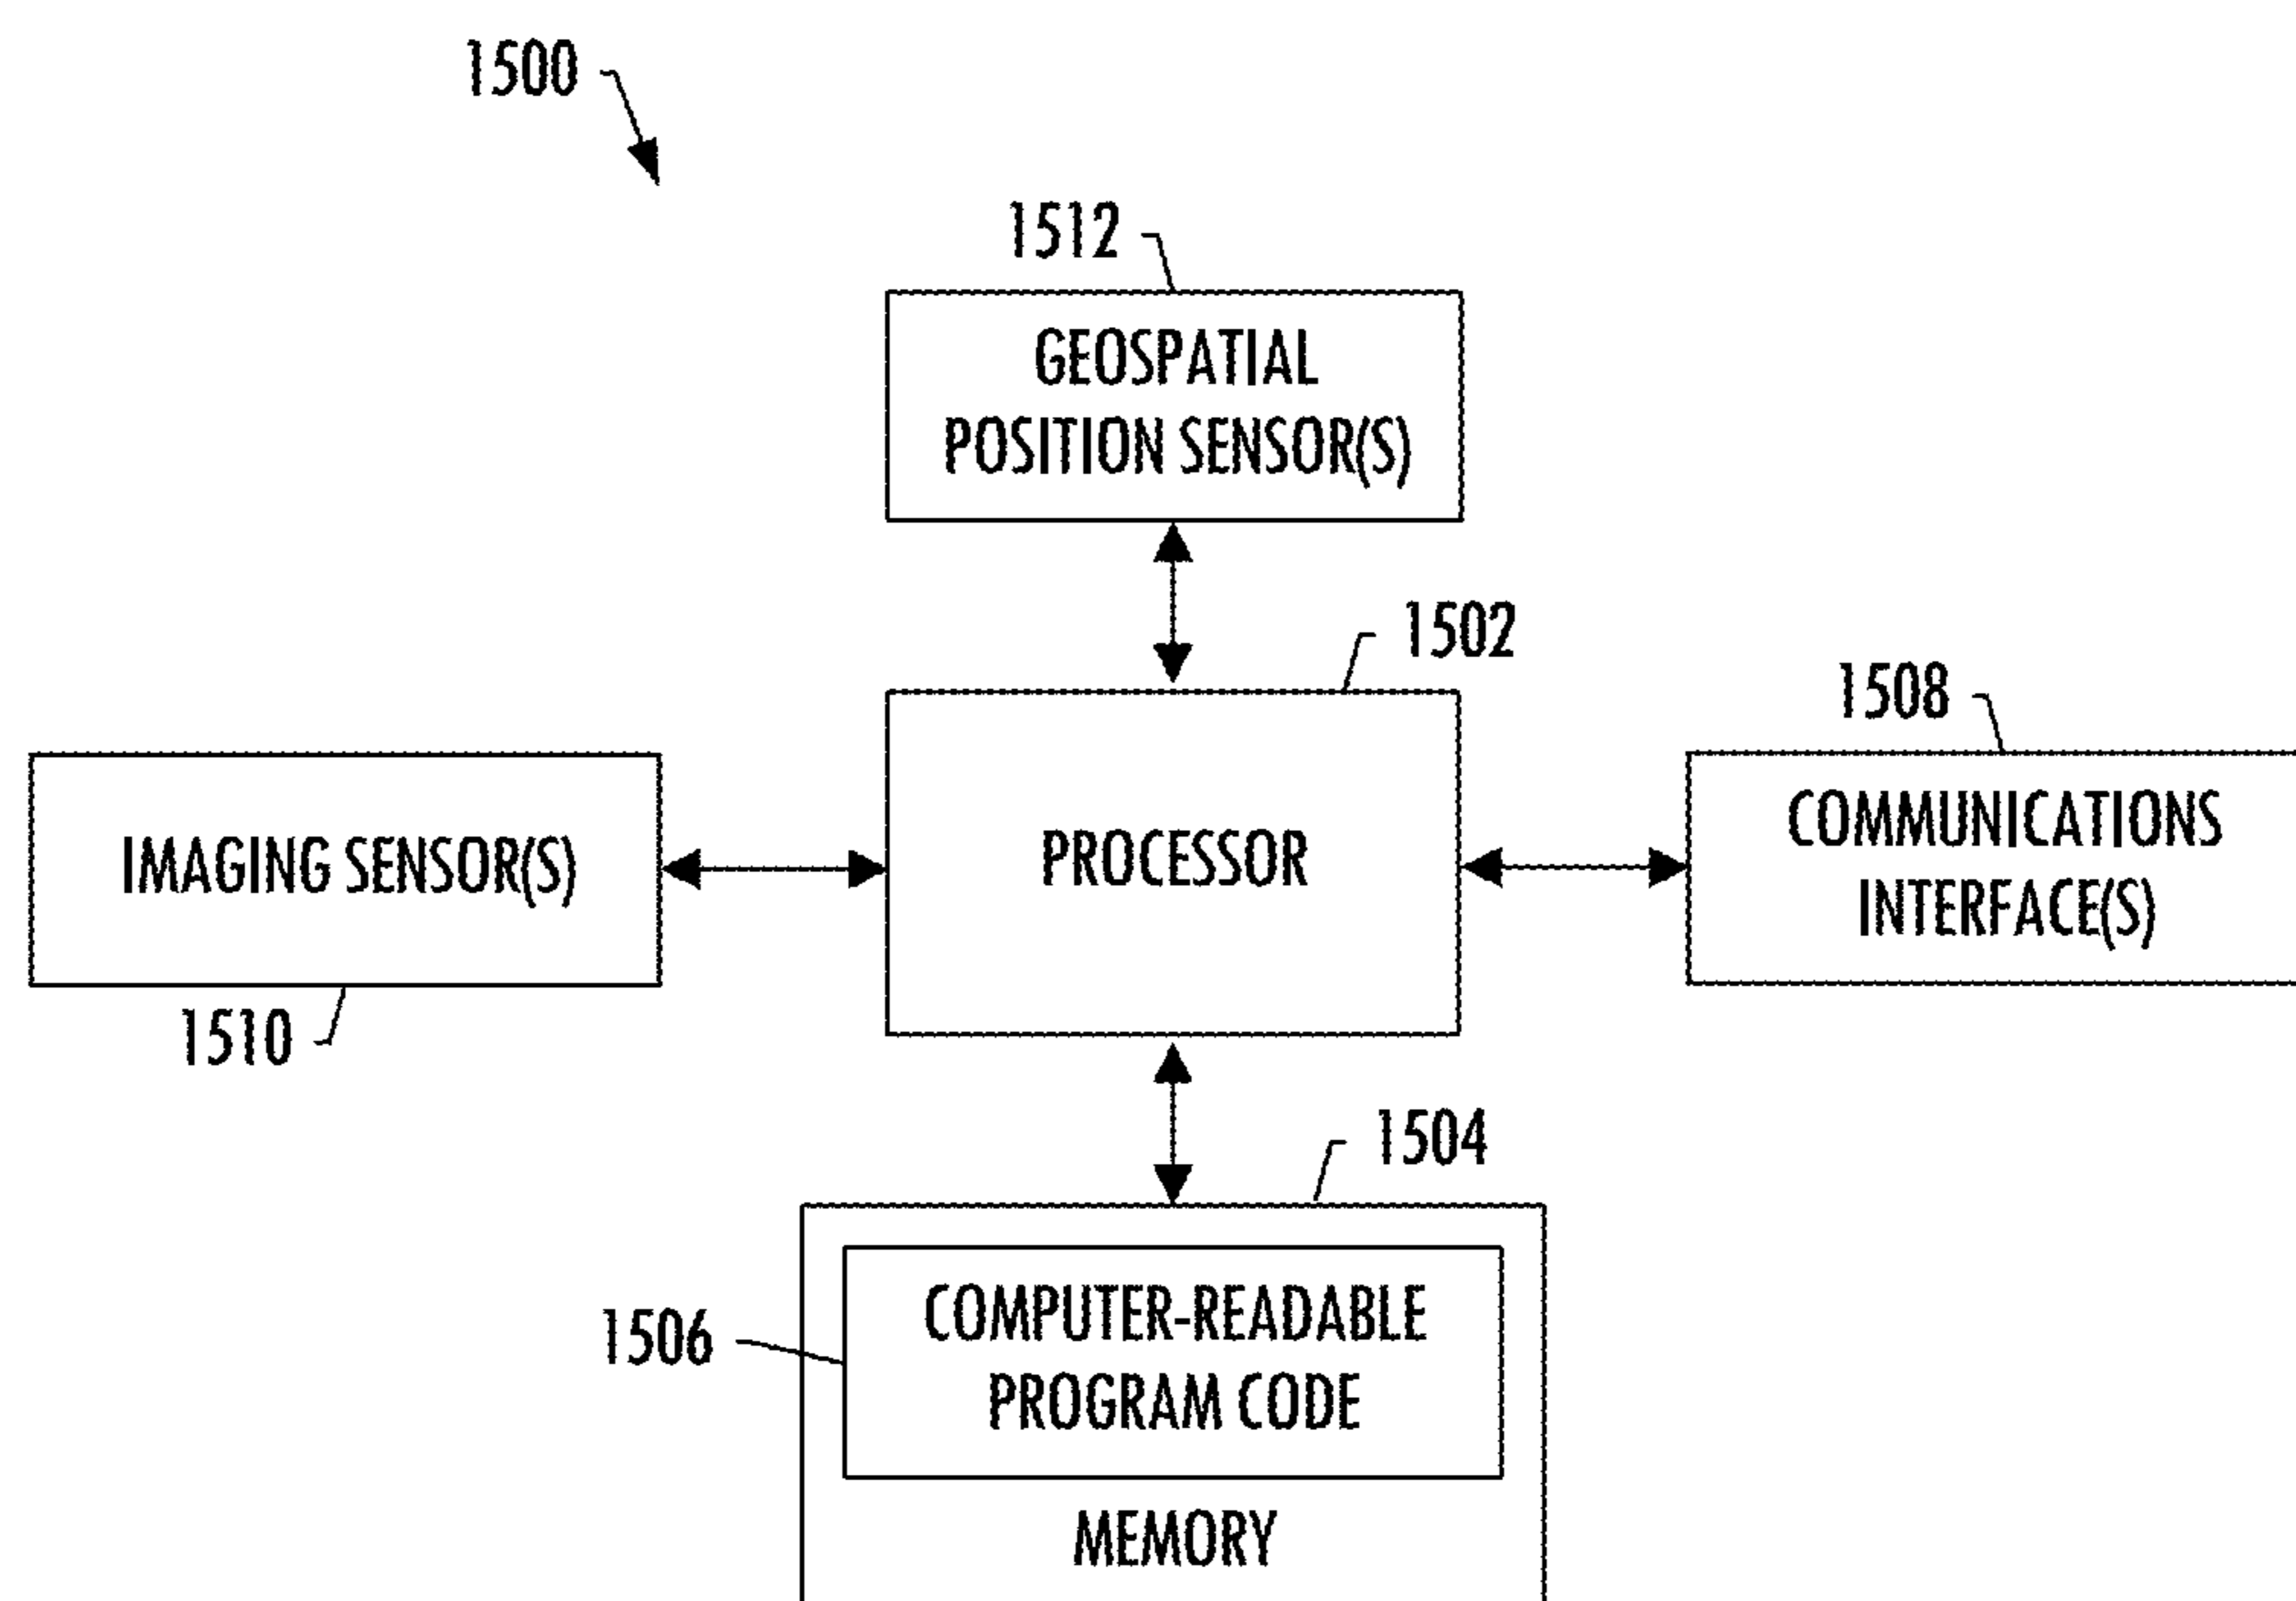 1500
1512
GEOSPATIAL
POSITION SENSOR(S)
1502
1508
IMAGING SENSOR(S)
PROCESSOR
COMMUNICATIONS
INTERFACE(S)
1510
1504
1506
COMPUTER-READABLE
PROGRAM CODE
MEMORY